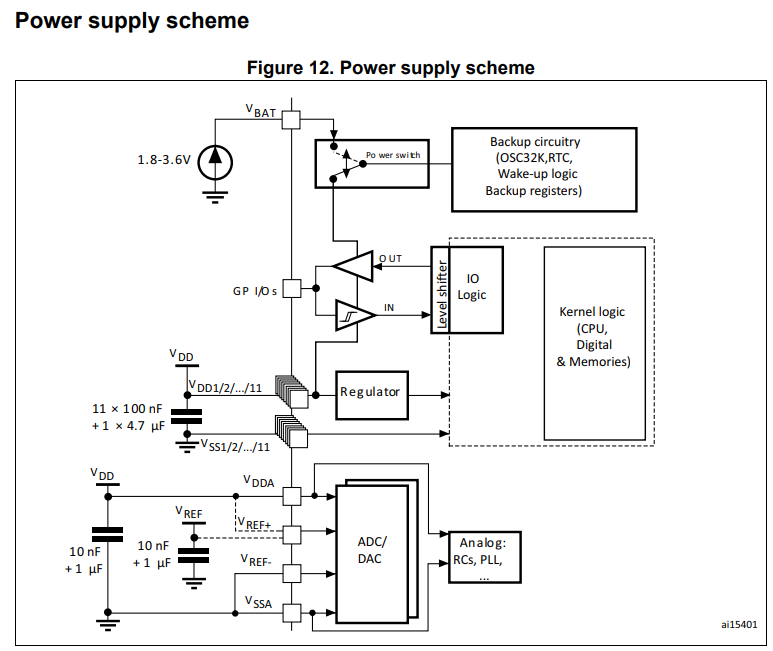 Power supply scheme
Figure 12. Power supply scheme
VBAT
1.8-3.6V
Po wer switch
Backup circuitry
(OSC32K,RTC,
Wake-up logic
Backup registers)
OUT
GP I/Os
IN
Level shifter
IO
Logic
Kernel logic
(CPU,
Digital
& Memories)
VDD
VDD1/2/.../11
Regulator
11 × 100 nF
+ 1 × 4.7 µF
VSS1/2/.../11
VDD
VDDA
VREF
VREF+
10 nF
+ 1 µF
10 nF
+ 1 µF
ADC/
DAC
VREF-
VSSA
Analog:
RCs, PLL,
...
ai15401